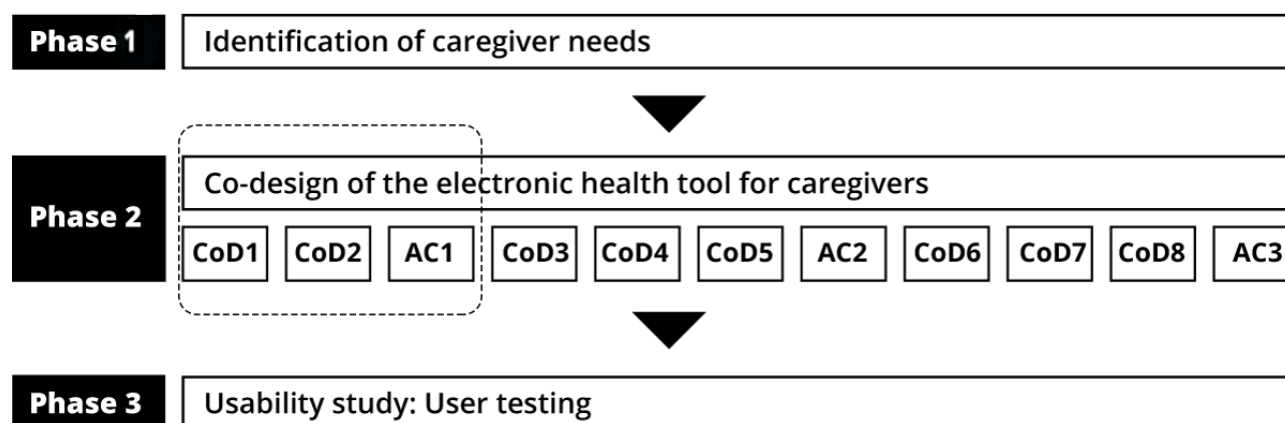 Phase 1 Identification of caregiver needs
Phase 2 Co-design of the electronic health tool for caregivers
CoD1 CoD2 AC1 CoD3 CoD4 CoD5 AC2 CoD6 CoD7 CoD8 AC3
Phase 3 Usability study: User testing